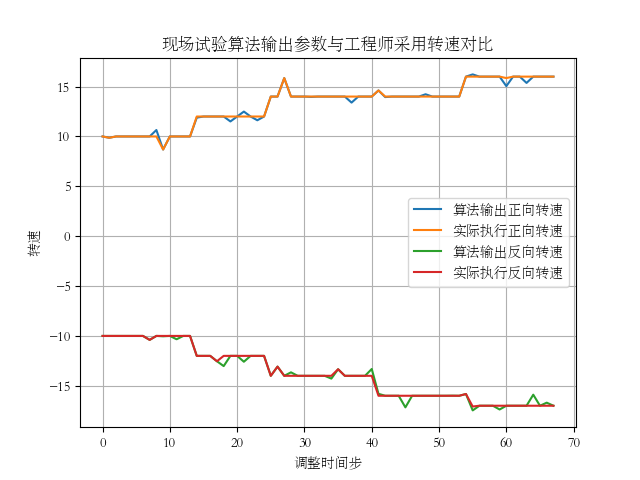 现场试验算法输出参数与工程师采用转速对比
15
10
5
0
−5
−10
−15
转速
算法输出正向转速
实际执行正向转速
算法输出反向转速
实际执行反向转速
0 10 20 30 40 50 60 70
调整时间步